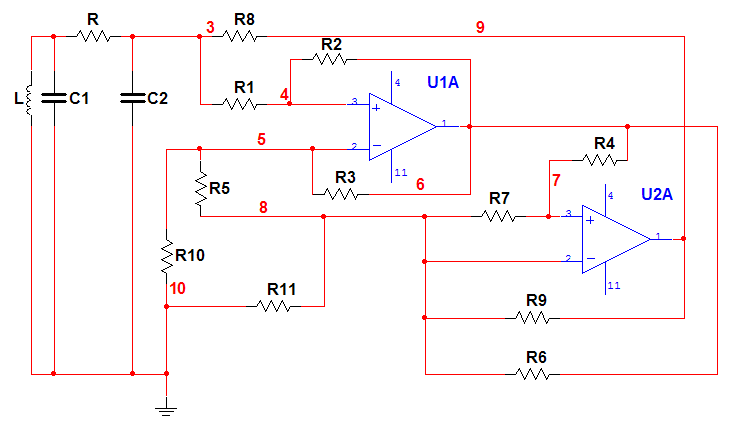 R 3 R8 9
R2
U1A
4
L C1 C2 R1 4 3 + 1
5 2 − R4
R3 6 11 7
R5 U2A
4
8 R7 3 + 1
R10 2 −
10 R11 11
R9
R6